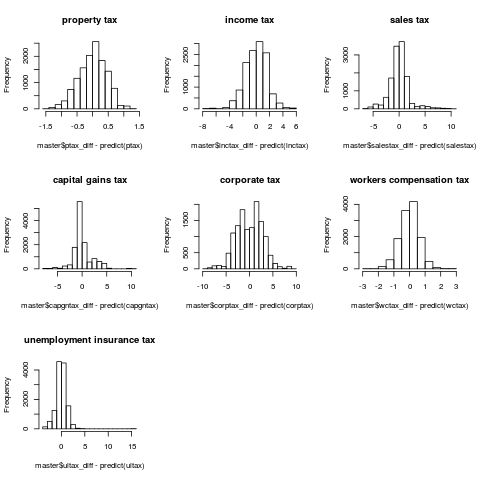 property tax
Frequency
0 1000 2000
-1.5 -0.5 0.5 1.5
master$ptax_diff - predict(ptax)
income tax
Frequency
0 1000 2500
-8 -4 0 2 4 6
master$inctax_diff - predict(inctax)
sales tax
Frequency
0 1000 3000
-5 0 5 10
master$salestax_diff - predict(salestax)
capital gains tax
Frequency
0 2000 4000
-5 0 5 10
master$capgntax_diff - predict(capgntax)
corporate tax
Frequency
0 500 1500
-10 -5 0 5 10
master$corptax_diff - predict(corptax)
workers compensation tax
Frequency
0 2000 4000
-3 -2 -1 0 1 2 3
master$wctax_diff - predict(wctax)
unemployment insurance tax
Frequency
0 2000 4000
0 5 10 15
master$uitax_diff - predict(uitax)